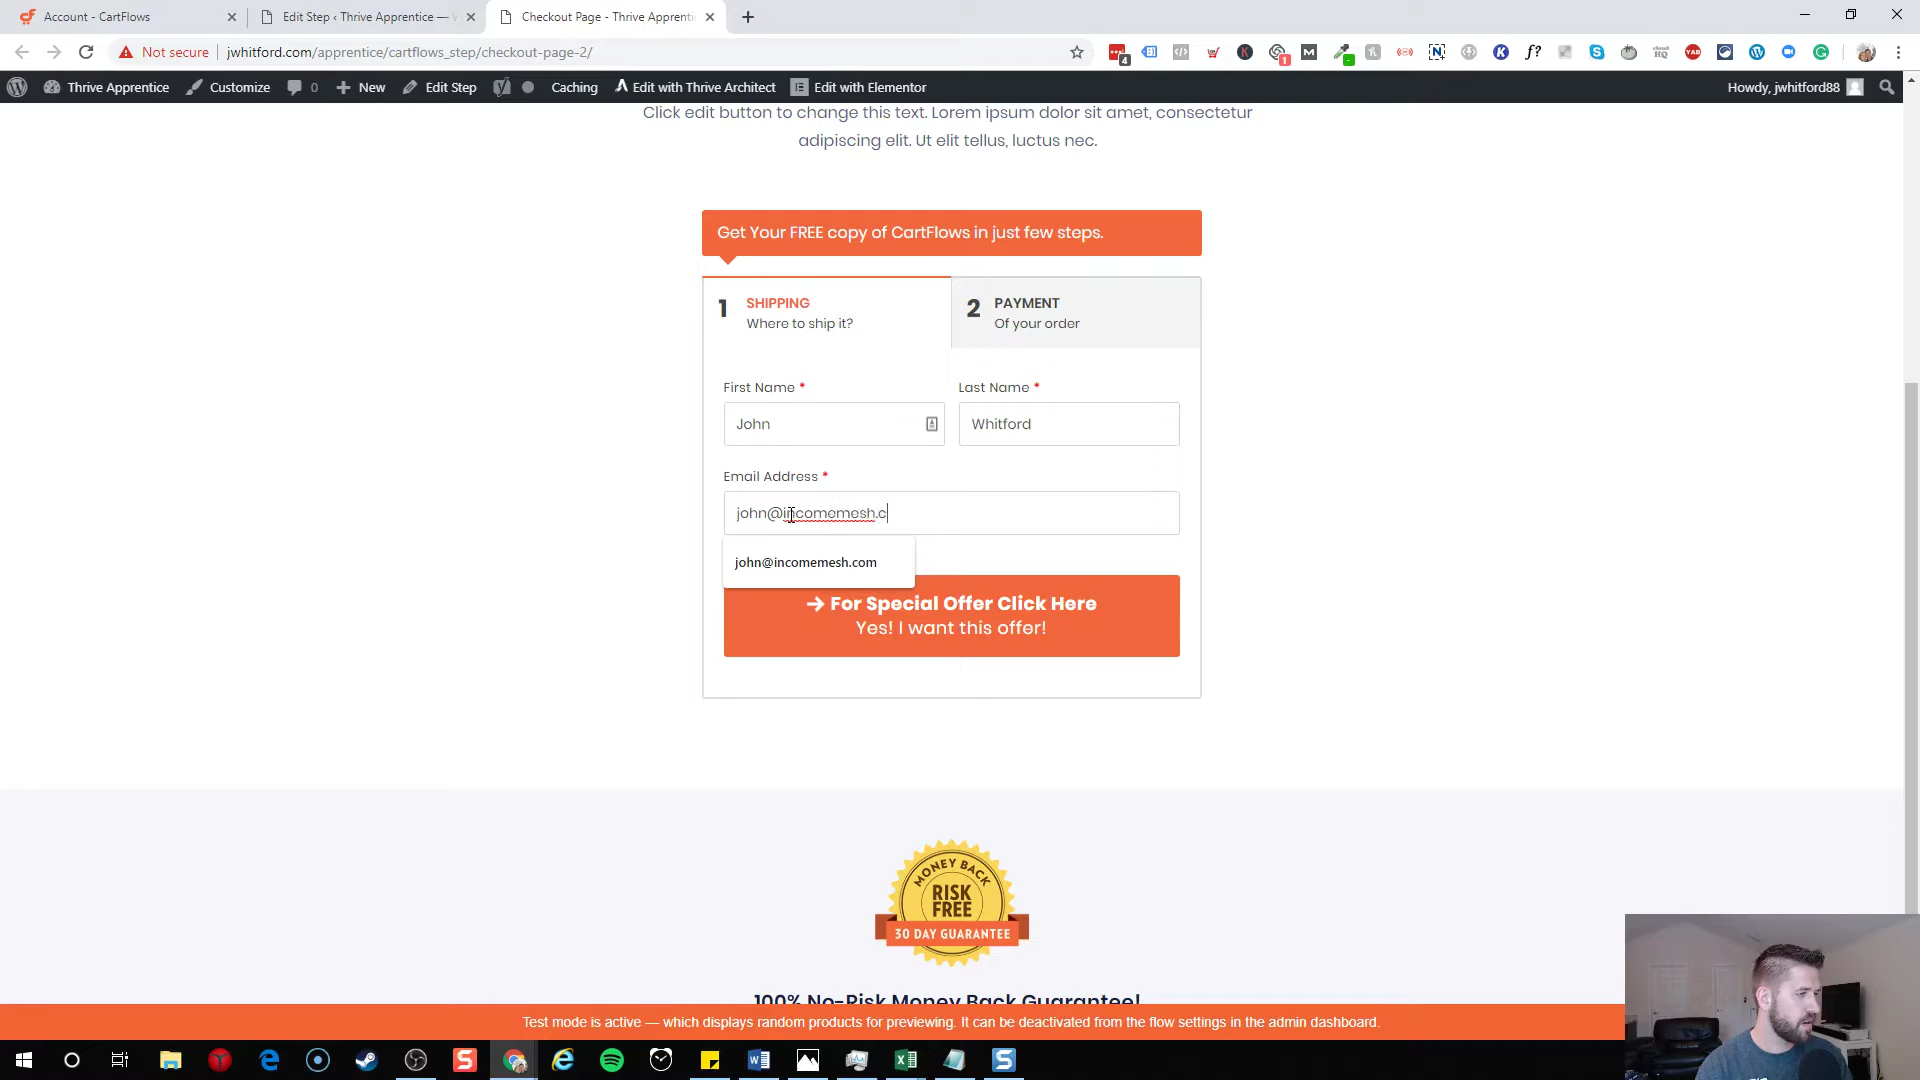 Account - CartFlows
Edit Step ‹ Thrive Apprentice —
Checkout Page - Thrive Apprenti
Not secure
jwhitford.com/apprentice/cartflows_step/checkout-page-2/
Thrive Apprentice
Customize
0
New
Edit Step
Caching
Edit with Thrive Architect
Edit with Elementor
Howdy, jwhitford88
Click edit button to change this text. Lorem ipsum dolor sit amet, consectetur
adipiscing elit. Ut elit tellus, luctus nec.
Get Your FREE copy of CartFlows in just few steps.
1
SHIPPING
Where to ship it?
2
PAYMENT
Of your order
First Name *
Last Name *
John
Whitford
Email Address *
john@incomemesh.c
john@incomemesh.com
→ For Special Offer Click Here
Yes! I want this offer!
MONEY BACK
RISK
FREE
30 DAY GUARANTEE
100% No-Risk Money Back Guarantee!
Test mode is active — which displays random products for previewing. It can be deactivated from the flow settings in the admin dashboard.